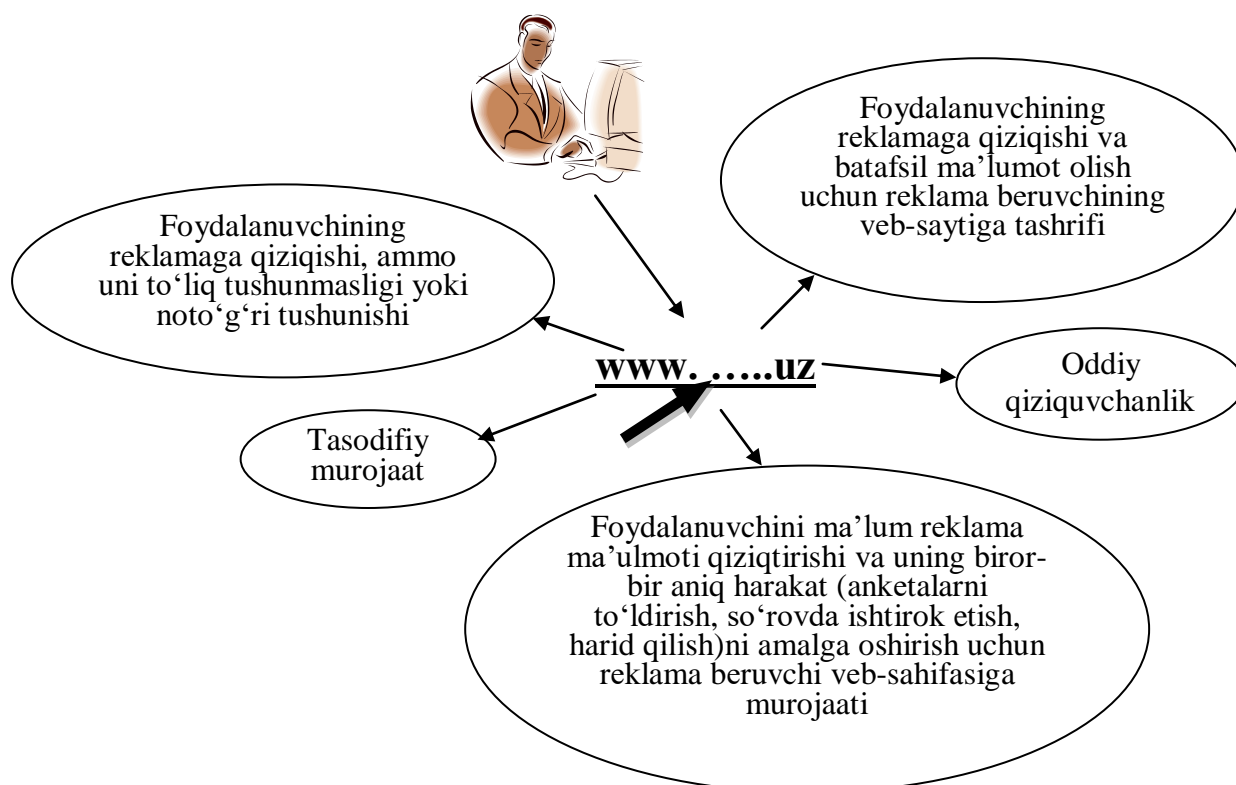 Foydalanuvchining
reklamaga qiziqishi va
batafsil ma’lumot olish
uchun reklama beruvchining
veb-saytiga tashrifi
Foydalanuvchining
reklamaga qiziqishi, ammo
uni to‘liq tushunmasligi yoki
noto‘g‘ri tushunishi
www. …..uz
Oddiy
qiziquvchanlik
Tasodifiy
murojaat
Foydalanuvchini ma’lum reklama
ma’ulmoti qiziqtirishi va uning biror-
bir aniq harakat (anketalarni
to‘ldirish, so‘rovda ishtirok etish,
harid qilish)ni amalga oshirish uchun
reklama beruvchi veb-sahifasiga
murojaati